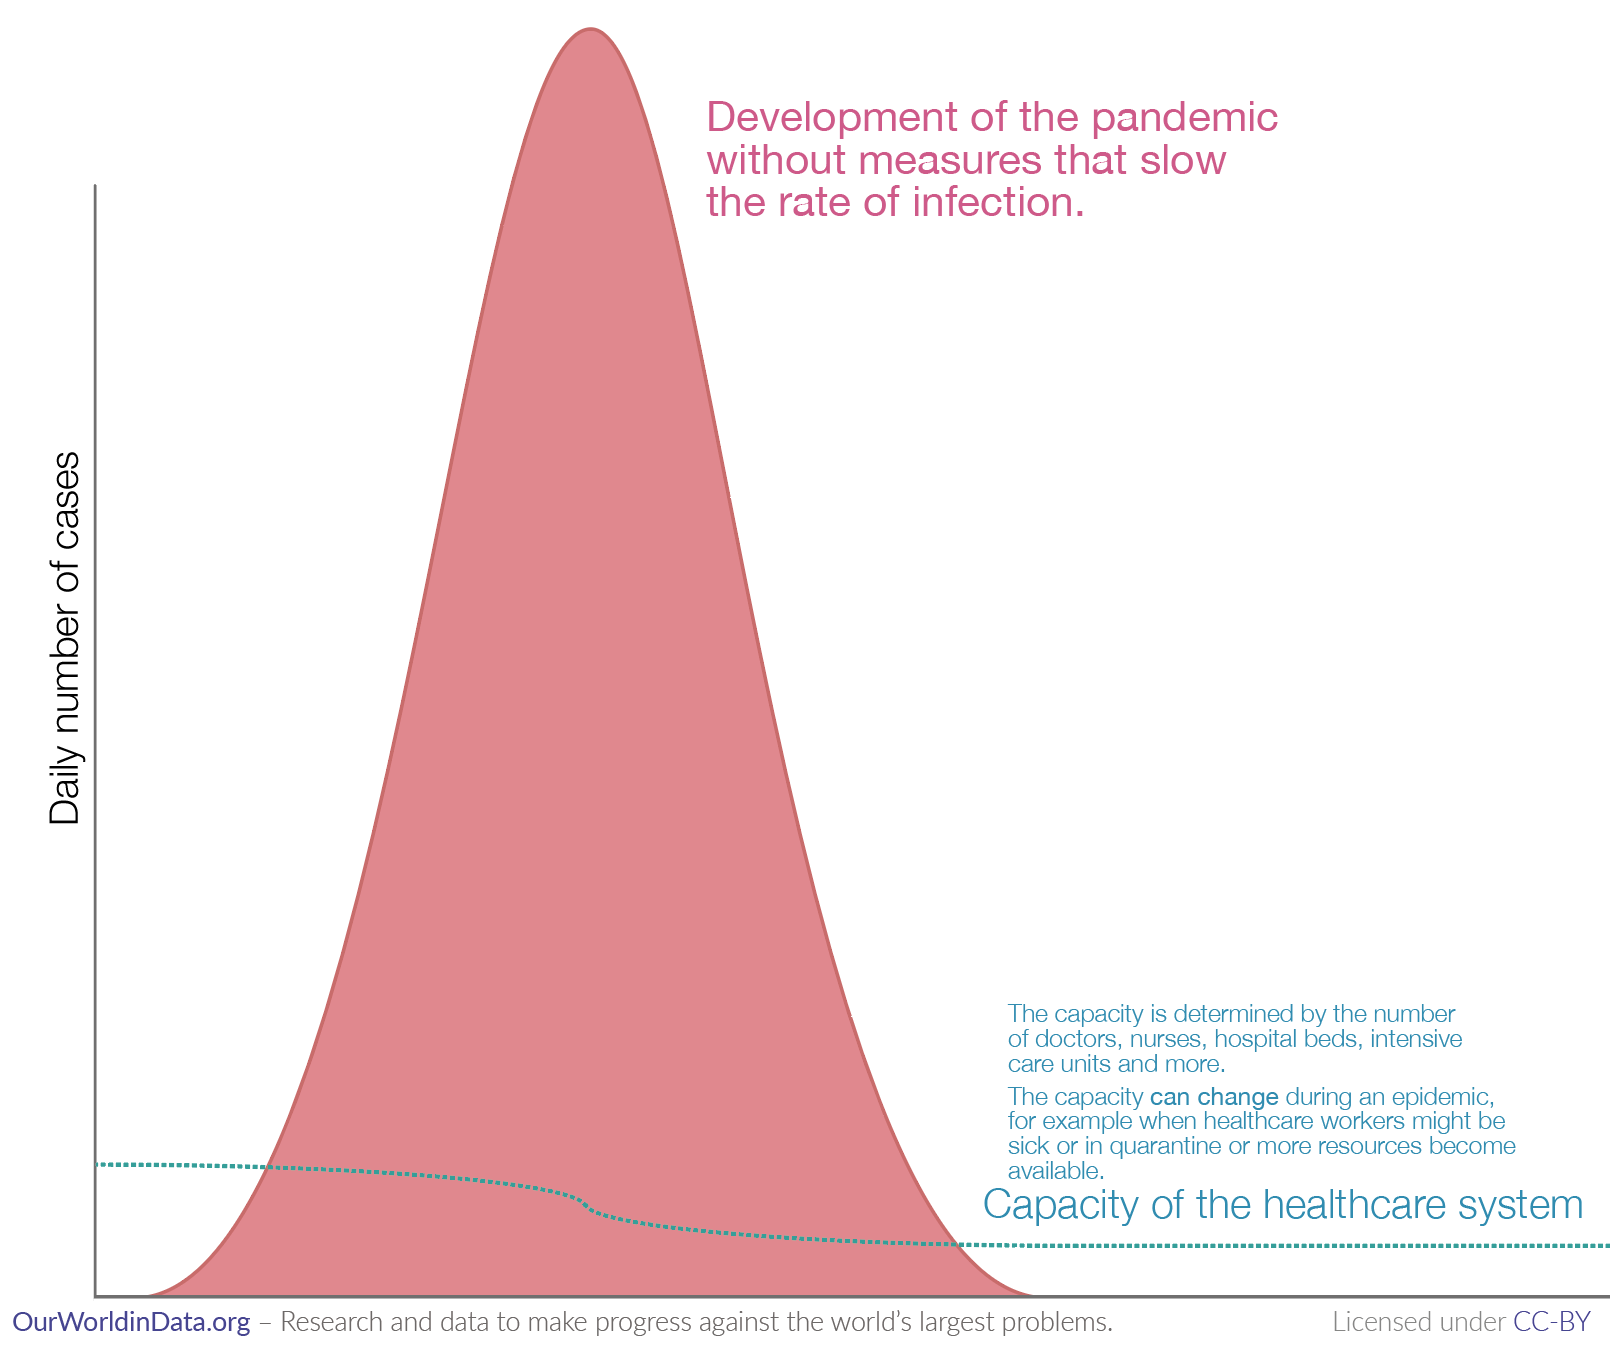 Development of the pandemic
without measures that slow
the rate of infection.
Daily number of cases
The capacity is determined by the number
of doctors, nurses, hospital beds, intensive
care units and more.
The capacity can change during an epidemic,
for example when healthcare workers might be
sick or in quarantine or more resources become
available.
Capacity of the healthcare system
OurWorldinData.org – Research and data to make progress against the world’s largest problems.
Licensed under CC-BY